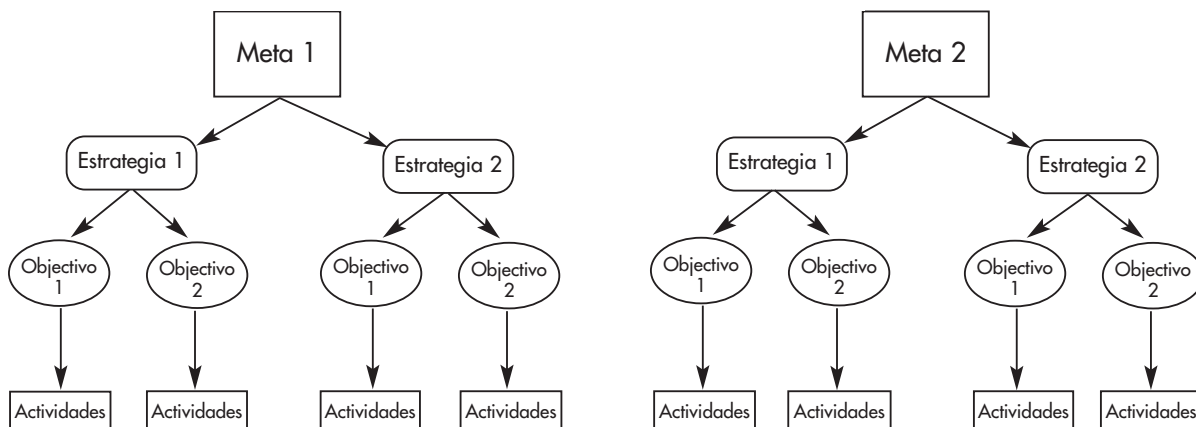 Meta 1
Meta 2
Estrategia 1
Estrategia 2
Estrategia 1
Estrategia 2
Objectivo
1
Objectivo
2
Objectivo
1
Objectivo
2
Objectivo
1
Objectivo
2
Objectivo
1
Objectivo
2
Actividades
Actividades
Actividades
Actividades
Actividades
Actividades
Actividades
Actividades